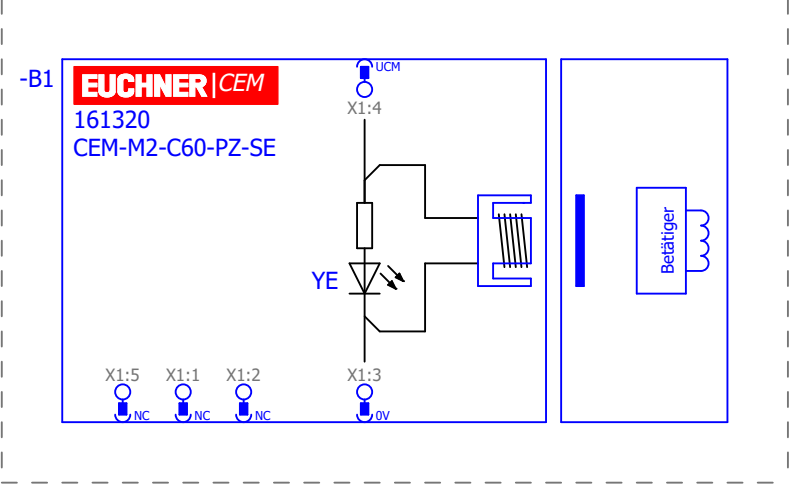 -B1
EUCHNER|CEM
161320
CEM-M2-C60-PZ-SE
UCM
X1:4
YE
Betätiger
X1:5
X1:1
X1:2
X1:3
NC
NC
NC
0V